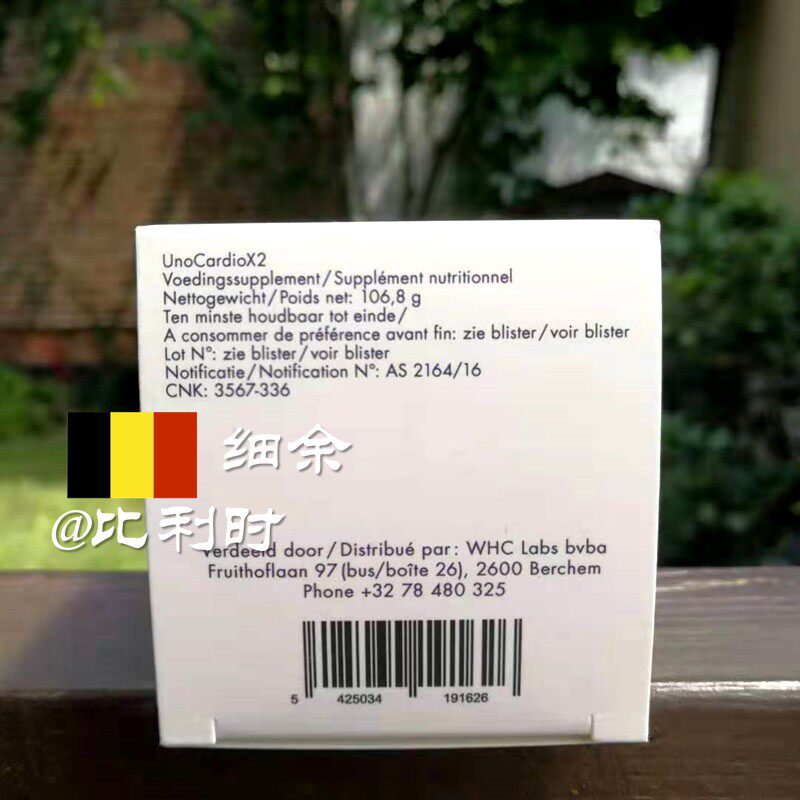 UnoCardioX2
Voedingssupplement/Supplément nutritionnel
Nettogewicht/Poids net: 106,8 g
Ten minste houdbaar tot einde/
A consommer de préférence avant fin: zie blister/voir blister
Lot N°: zie blister/voir blister
Notificatie/Notification N°: AS 2164/16
CNK: 3567-336
细余
@比利时
Verdeeld door/Distribué par: WHC Labs bvba
Fruithoflaan 97 (bus/boîte 26), 2600 Berchem
Phone +32 78 480 325
5 425034 191626